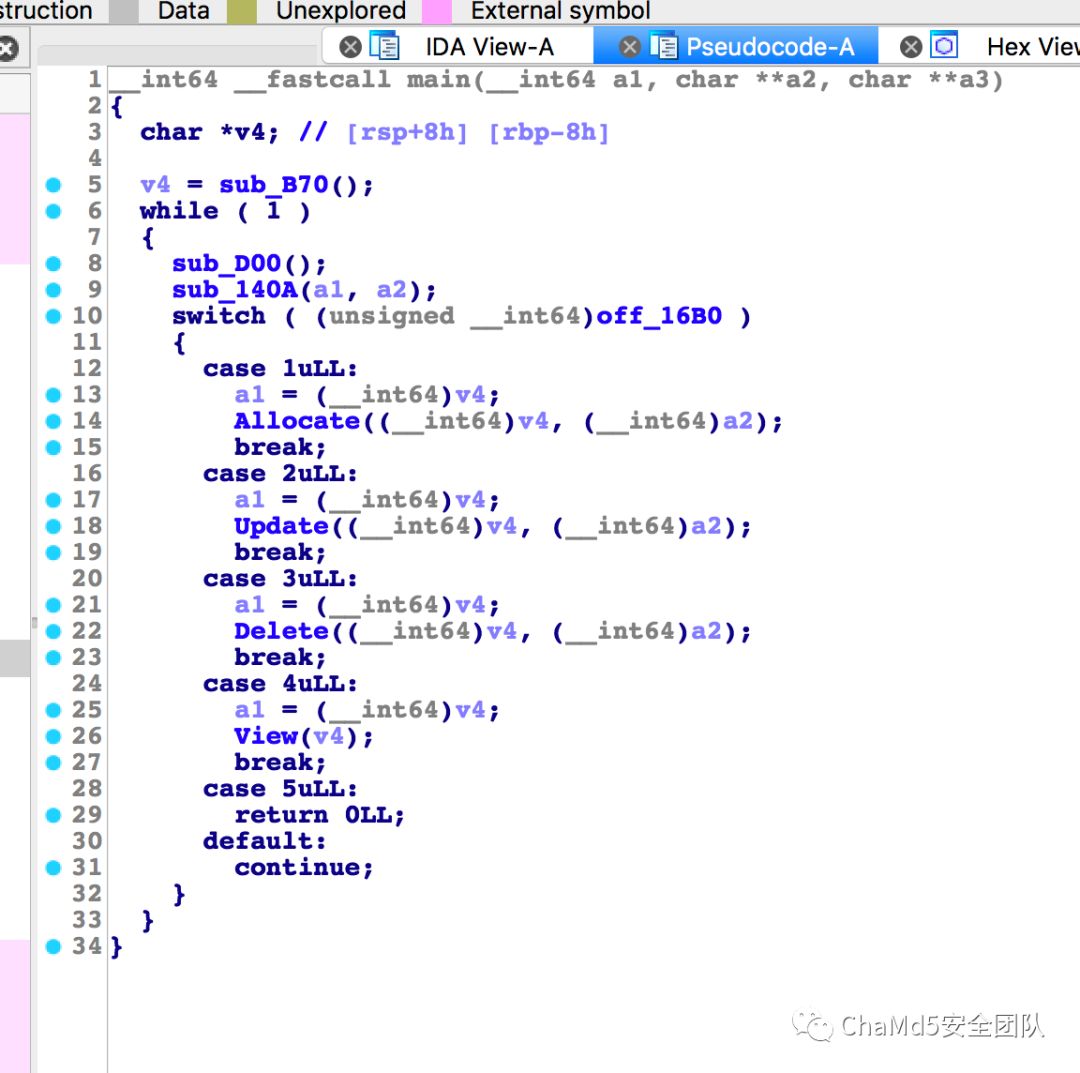 struction Data Unexplored External symbol
IDA View-A Pseudocode-A Hex View
1 __int64 __fastcall main(__int64 a1, char **a2, char **a3)
2 {
3 char *v4; // [rsp+8h] [rbp-8h]
4
5 v4 = sub_B70();
6 while ( 1 )
7 {
8 sub_D00();
9 sub_140A(a1, a2);
10 switch ( (unsigned __int64)off_16B0 )
11 {
12 case 1uLL:
13 a1 = (__int64)v4;
14 Allocate((__int64)v4, (__int64)a2);
15 break;
16 case 2uLL:
17 a1 = (__int64)v4;
18 Update((__int64)v4, (__int64)a2);
19 break;
20 case 3uLL:
21 a1 = (__int64)v4;
22 Delete((__int64)v4, (__int64)a2);
23 break;
24 case 4uLL:
25 a1 = (__int64)v4;
26 View(v4);
27 break;
28 case 5uLL:
29 return 0LL;
30 default:
31 continue;
32 }
33 }
34 }
ChaMd5安全团队